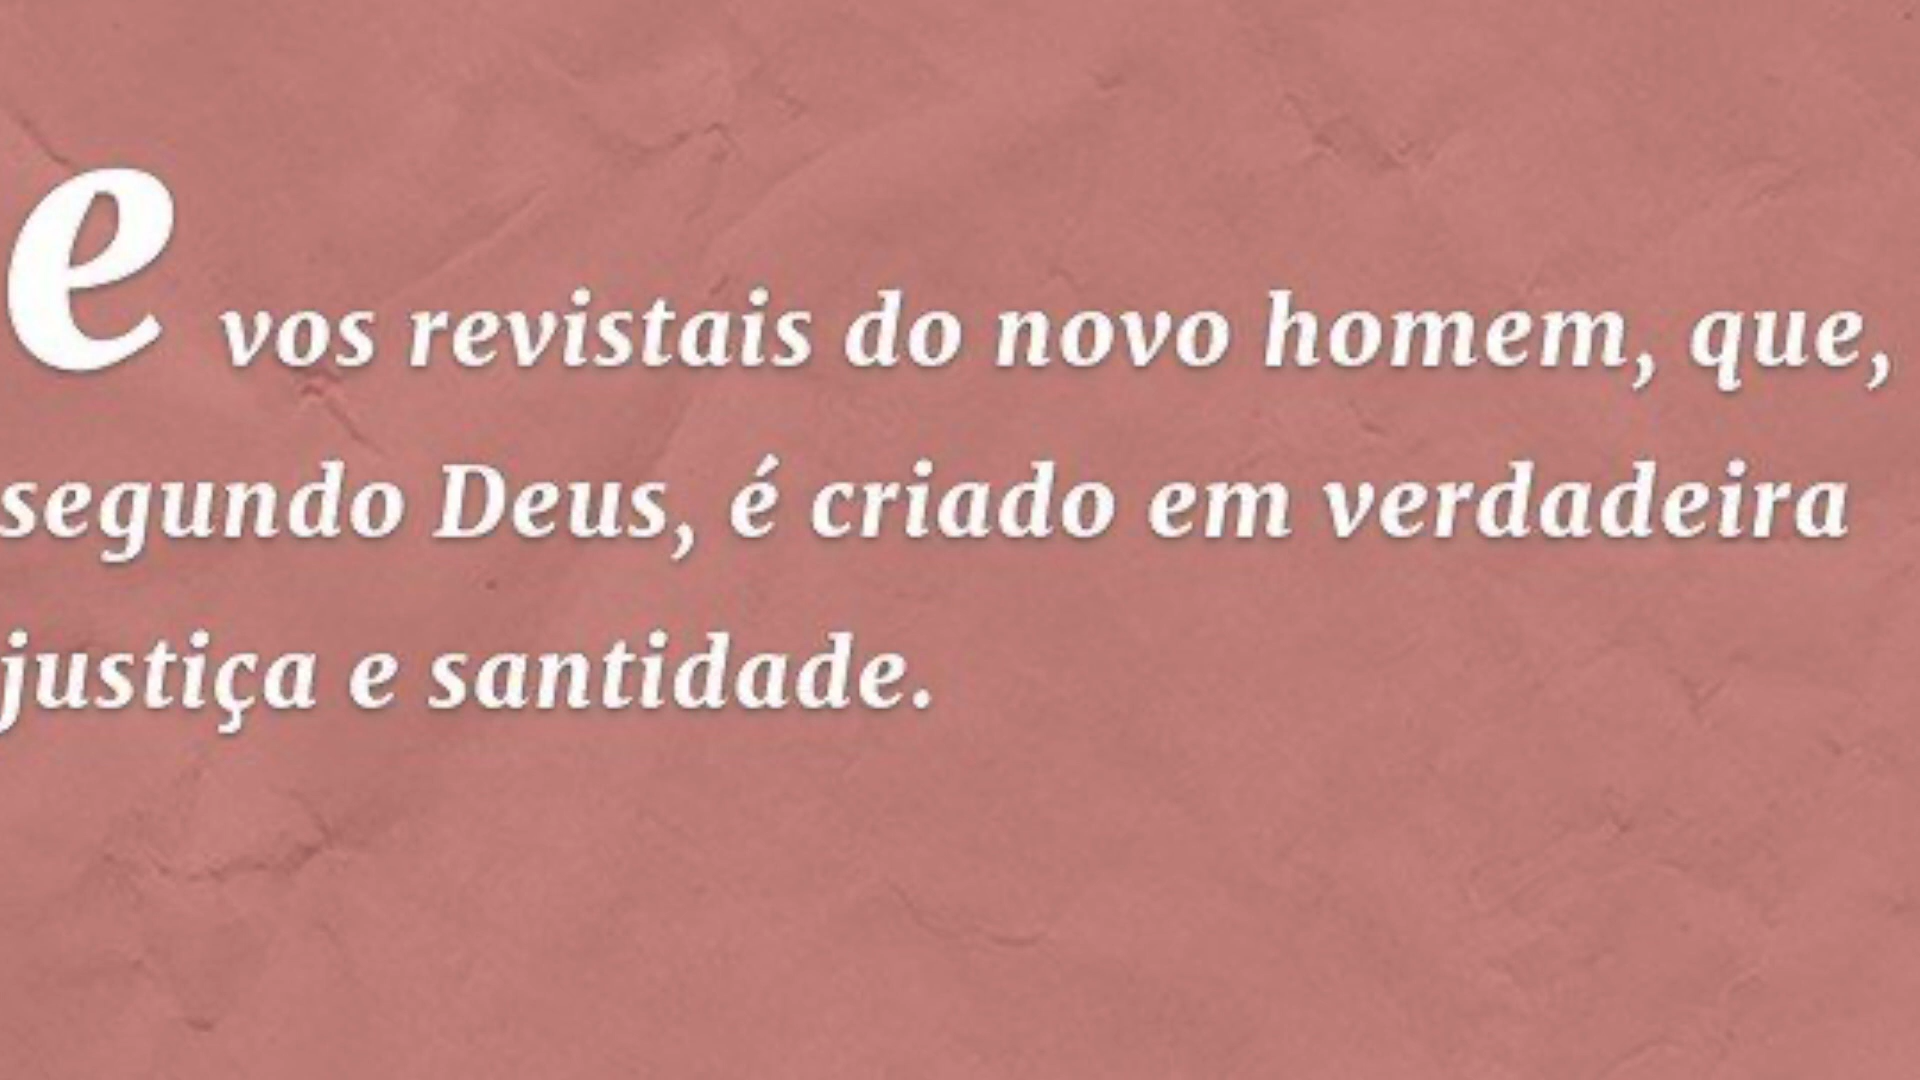 e vos revistais do novo homem, que,
segundo Deus, é criado em verdadeira
justiça e santidade.